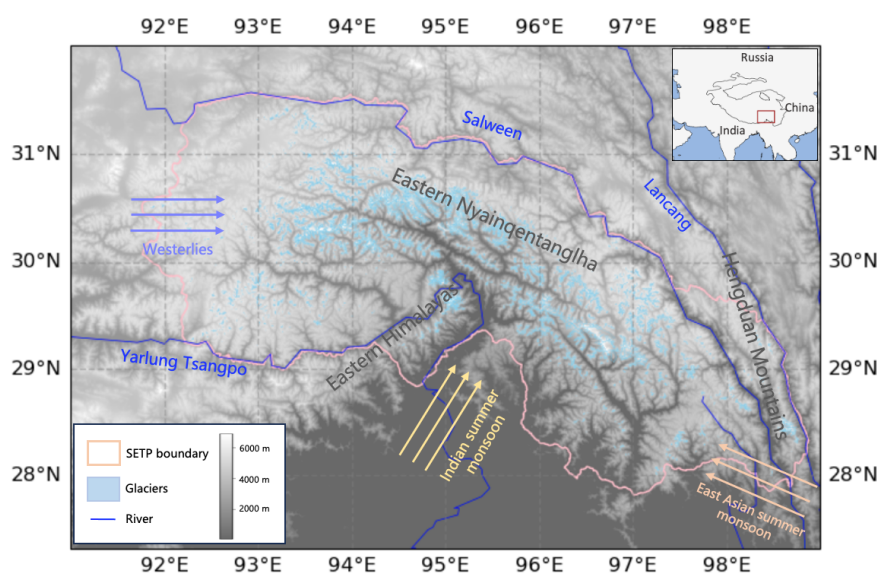 92°E 93°E 94°E 95°E 96°E 97°E 98°E
Russia
China
India
Salween
31°N
31°N
Eastern Nyainqentanglha
Lancang
Westerlies
30°N
30°N
Hengduan Mountains
Eastern Himalayas
29°N
29°N
Yarlung Tsangpo
Indian summer
monsoon
SETP boundary
Glaciers
River
6000 m
4000 m
2000 m
28°N
28°N
East Asian summer
monsoon
92°E 93°E 94°E 95°E 96°E 97°E 98°E